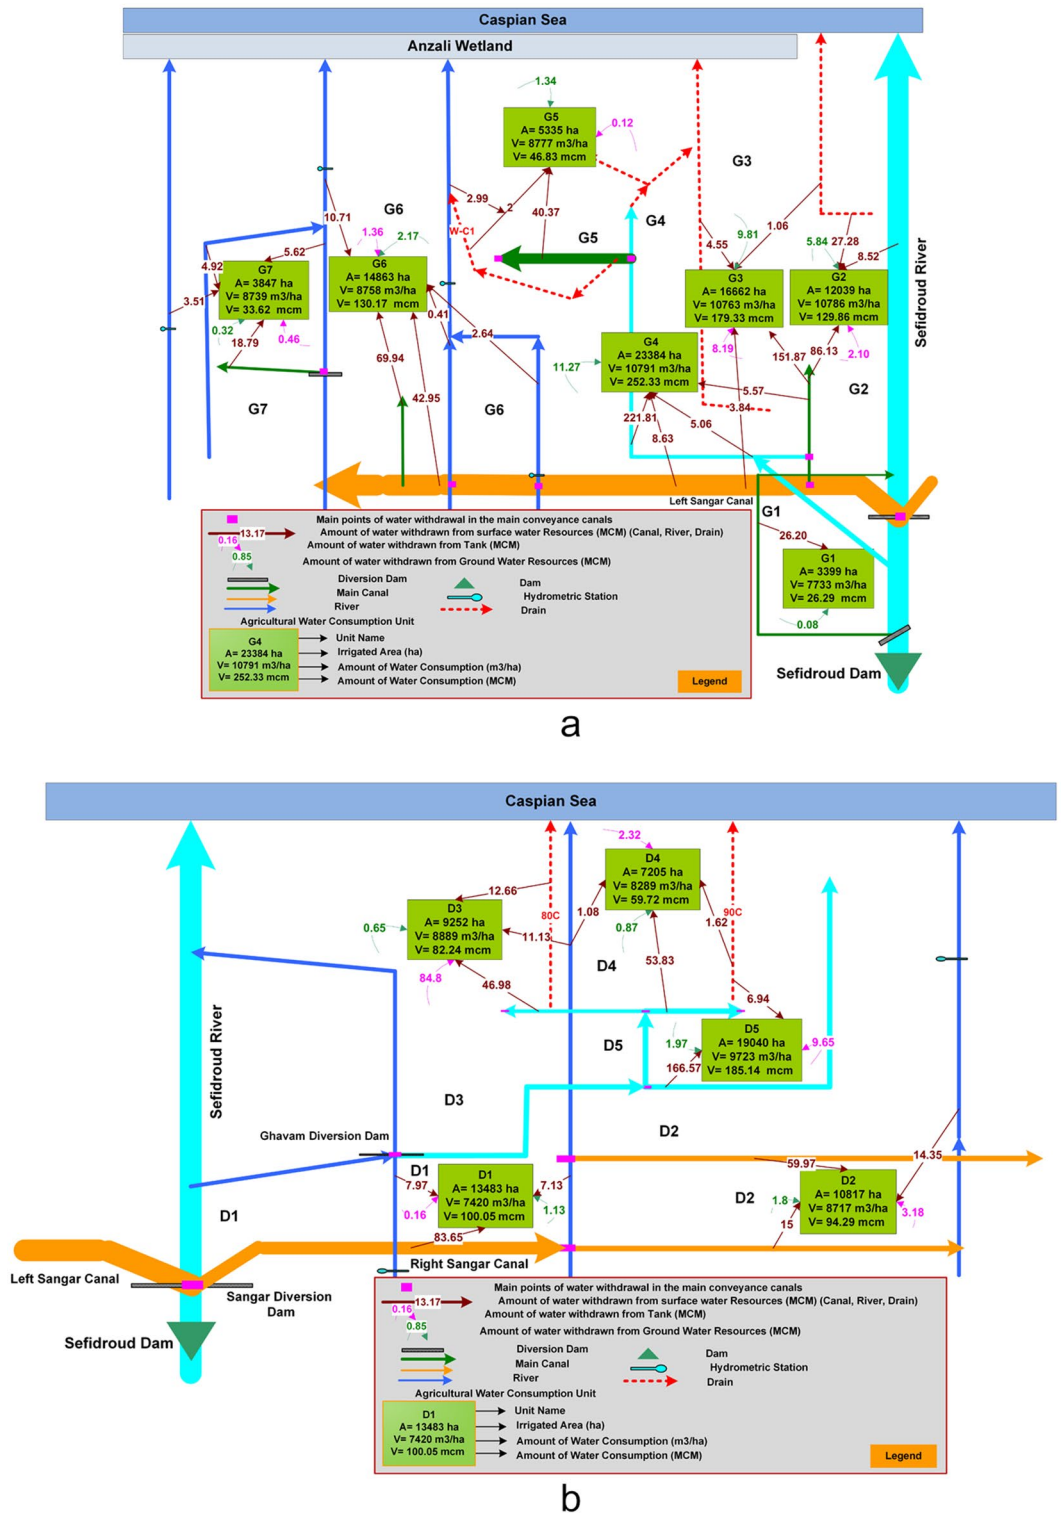 Caspian Sea
Anzali Wetland
1.34
G5
A= 5335 ha
V= 8777 m3/ha
V= 46.83 mcm
0.12
G3
G6
10.71
1.36
2.17
2.99
2
W-C1
40.37
G4
G5
4.55
9.81
1.06
5.84
27.28
8.52
Sefidroud River
4.92
5.62
G7
A= 3847 ha
V= 8739 m3/ha
V= 33.62 mcm
3.51
0.32
18.79
0.46
G6
A= 14863 ha
V= 8758 m3/ha
V= 130.17 mcm
0.41
2.64
G3
A= 16662 ha
V= 10763 m3/ha
V= 179.33 mcm
G2
A= 12039 ha
V= 10786 m3/ha
V= 129.86 mcm
69.94
42.95
11.27
G4
A= 23384 ha
V= 10791 m3/ha
V= 252.33 mcm
8.19
151.87
86.13
2.10
5.57
G2
G7
G6
221.81
8.63
5.06
3.84
Left Sangar Canal
G1
26.20
G1
A= 3399 ha
V= 7733 m3/ha
V= 26.29 mcm
0.08
Sefidroud Dam
Main points of water withdrawal in the main conveyance canals
13.17
Amount of water withdrawn from surface water Resources (MCM) (Canal, River, Drain)
0.16
Amount of water withdrawn from Tank (MCM)
0.85
Amount of water withdrawn from Ground Water Resources (MCM)
Diversion Dam
Dam
Main Canal
Hydrometric Station
River
Drain
Agricultural Water Consumption Unit
G4
A= 23384 ha
V= 10791 m3/ha
V= 252.33 mcm
Unit Name
Irrigated Area (ha)
Amount of Water Consumption (m3/ha)
Amount of Water Consumption (MCM)
Legend
a
Caspian Sea
2.32
D4
A= 7205 ha
V= 8289 m3/ha
V= 59.72 mcm
12.66
D3
A= 9252 ha
V= 8889 m3/ha
V= 82.24 mcm
0.65
80C
1.08
11.13
0.87
1.62
90C
84.8
46.98
D4
53.83
6.94
Sefidroud River
D5
1.97
D5
A= 19040 ha
V= 9723 m3/ha
V= 185.14 mcm
9.65
166.57
D3
D2
Ghavam Diversion Dam
D1
7.97
D1
A= 13483 ha
V= 7420 m3/ha
V= 100.05 mcm
7.13
0.16
1.13
59.97
14.35
D2
D2
A= 10817 ha
V= 8717 m3/ha
V= 94.29 mcm
1.8
3.18
15
D1
83.65
Left Sangar Canal
Right Sangar Canal
Sangar Diversion
Dam
Sefidroud Dam
Main points of water withdrawal in the main conveyance canals
13.17
Amount of water withdrawn from surface water Resources (MCM) (Canal, River, Drain)
0.16
Amount of water withdrawn from Tank (MCM)
0.85
Amount of water withdrawn from Ground Water Resources (MCM)
Diversion Dam
Dam
Main Canal
Hydrometric Station
River
Drain
Agricultural Water Consumption Unit
D1
A= 13483 ha
V= 7420 m3/ha
V= 100.05 mcm
Unit Name
Irrigated Area (ha)
Amount of Water Consumption (m3/ha)
Amount of Water Consumption (MCM)
Legend
b